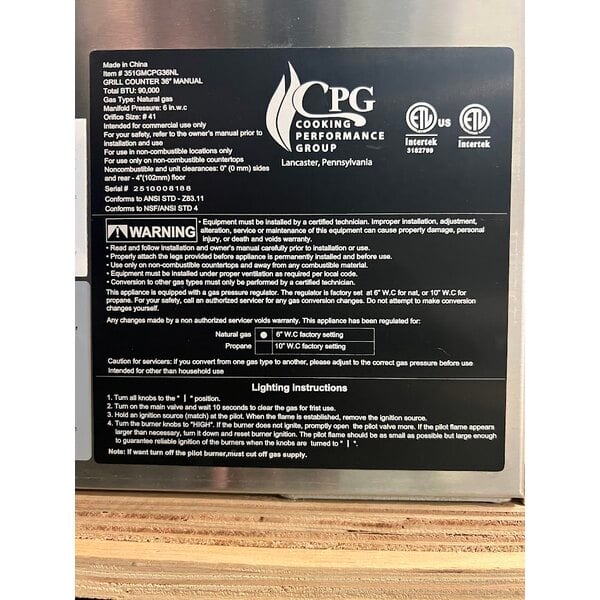 Made in China
Item # 351GMCPG36NL
GRILL COUNTER 36" MANUAL
Total BTU: 90,000
Gas Type: Natural gas
Manifold Pressure: 6 in.w.c
Orifice Size: # 41
Intended for commercial use only
For your safety, refer to the owner's manual prior to
installation and use
For use in non-combustible locations only
For use only on non-combustible countertops
Noncombustible and unit clearances: 0" (0 mm) sides
and rear - 4"(102mm) floor
Serial # 2510008188
Conforms to ANSI STD - Z83.11
Conforms to NSF/ANSI STD 4
CPG
COOKING
PERFORMANCE
GROUP
Lancaster, Pennsylvania
ETL US
Intertek
3182799
ETL
Intertek
WARNING
• Equipment must be installed by a certified technician. Improper installation, adjustment,
alteration, service or maintenance of this equipment can cause property damage, personal
injury, or death and voids warranty.
• Read and follow installation and owner's manual carefully prior to installation or use.
• Properly attach the legs provided before appliance is permanently installed and before use.
• Use only on non-combustible countertops and away from any combustible material.
• Equipment must be installed under proper ventilation as required per local code.
• Conversion to other gas types must only be performed by a certified technician.
This appliance is equipped with a gas pressure regulator. The regulator is factory set at 6" W.C for nat, or 10" W.C for
propane. For your safety, call an authorized servicer for any gas conversion changes. Do not attempt to make conversion
changes yourself.
Any changes made by a non authorized servicer voids warranty. This appliance has been regulated for:
Natural gas 6" W.C factory setting
Propane 10" W.C factory setting
Caution for servicers: if you convert from one gas type to another, please adjust to the correct gas pressure before use
Intended for other than household use
Lighting Instructions
1. Turn all knobs to the " | " position.
2. Turn on the main valve and wait 10 seconds to clear the gas for frist use.
3. Hold an ignition source (match) at the pilot. When the flame is established, remove the ignition source.
4. Turn the burner knobs to "HIGH". If the burner does not ignite, promptly open the pilot valve more. If the pilot flame appears
larger than necessary, turn it down and reset burner ignition. The pilot flame should be as small as possible but large enough
to guarantee reliable ignition of the burners when the knobs are turned to " | ".
Note: If want turn off the pilot burner,must cut off gas supply.